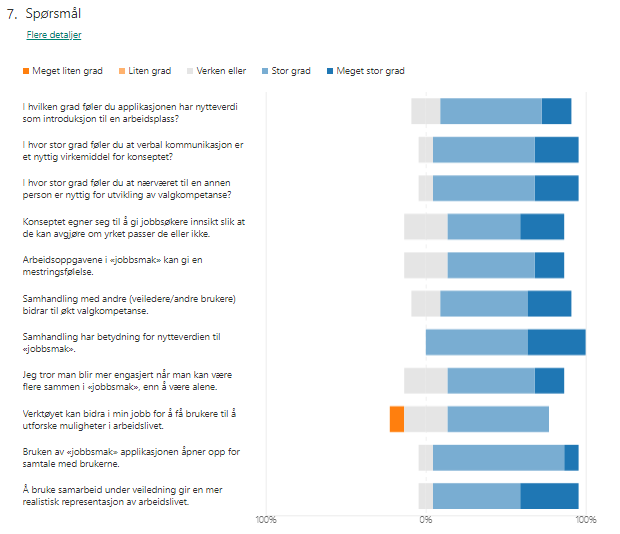 7. Spørsmål
Flere detaljer
Meget liten grad Liten grad Verken eller Stor grad Meget stor grad
I hvilken grad føler du applikasjonen har nytteverdi
som introduksjon til en arbeidsplass?
I hvor stor grad føler du at verbal kommunikasjon er
et nyttig virkemiddel for konseptet?
I hvor stor grad føler du at nærværet til en annen
person er nyttig for utvikling av valgkompetanse?
Konseptet egner seg til å gi jobbsøkere innsikt slik at
de kan avgjøre om yrket passer de eller ikke.
Arbeidsoppgavene i «jobbsmak» kan gi en
mestringsfølelse.
Samhandling med andre (veiledere/andre brukere)
bidrar til økt valgkompetanse.
Samhandling har betydning for nytteverdien til
«jobbsmak».
Jeg tror man blir mer engasjert når man kan være
flere sammen i «jobbsmak», enn å være alene.
Verktøyet kan bidra i min jobb for å få brukere til å
utforske muligheter i arbeidslivet.
Bruken av «jobbsmak» applikasjonen åpner opp for
samtale med brukerne.
Å bruke samarbeid under veiledning gir en mer
realistisk representasjon av arbeidslivet.
100% 0% 100%